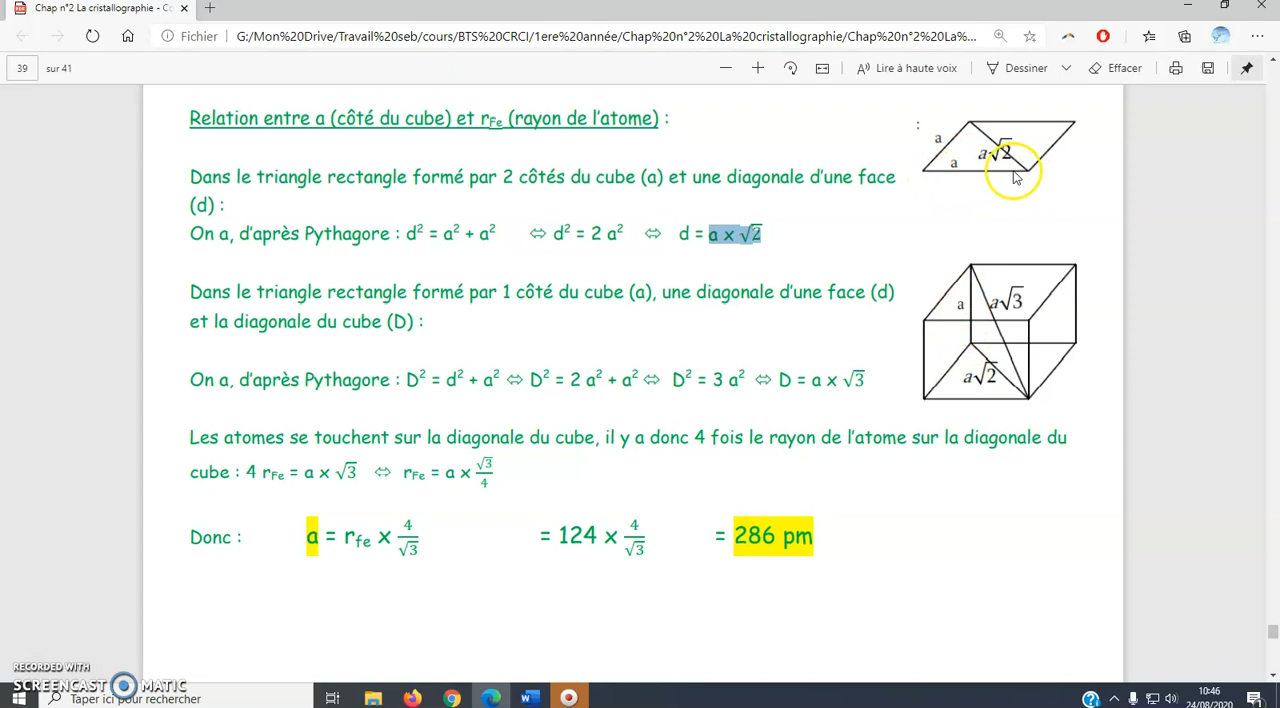 Chap n°2 La cristallographie - C
Fichier G:/Mon%20Drive/Travail%20seb/cours/BTS%20CRCI/1ere%20année/Chap%20n°2%20La%20cristallographie/Chap%20n°2%20La%...
39 sur 41 Lire à haute voix Dessiner Effacer
Relation entre a (côté du cube) et rFe (rayon de l'atome) : :
a
a
a√2
Dans le triangle rectangle formé par 2 côtés du cube (a) et une diagonale d'une face
(d) :
On a, d'après Pythagore : d² = a² + a² ⇔ d² = 2 a² ⇔ d = a x √2
Dans le triangle rectangle formé par 1 côté du cube (a), une diagonale d'une face (d)
et la diagonale du cube (D) :
a a√3
a√2
On a, d'après Pythagore : D² = d² + a² ⇔ D² = 2 a² + a² ⇔ D² = 3 a² ⇔ D = a x √3
Les atomes se touchent sur la diagonale du cube, il y a donc 4 fois le rayon de l'atome sur la diagonale du
cube : 4 rFe = a x √3 ⇔ rFe = a x √3/4
Donc : a = rfe x 4/√3 = 124 x 4/√3 = 286 pm
RECORDED WITH
SCREENCAST MATIC
Taper ici pour rechercher
10:46
24/08/2020